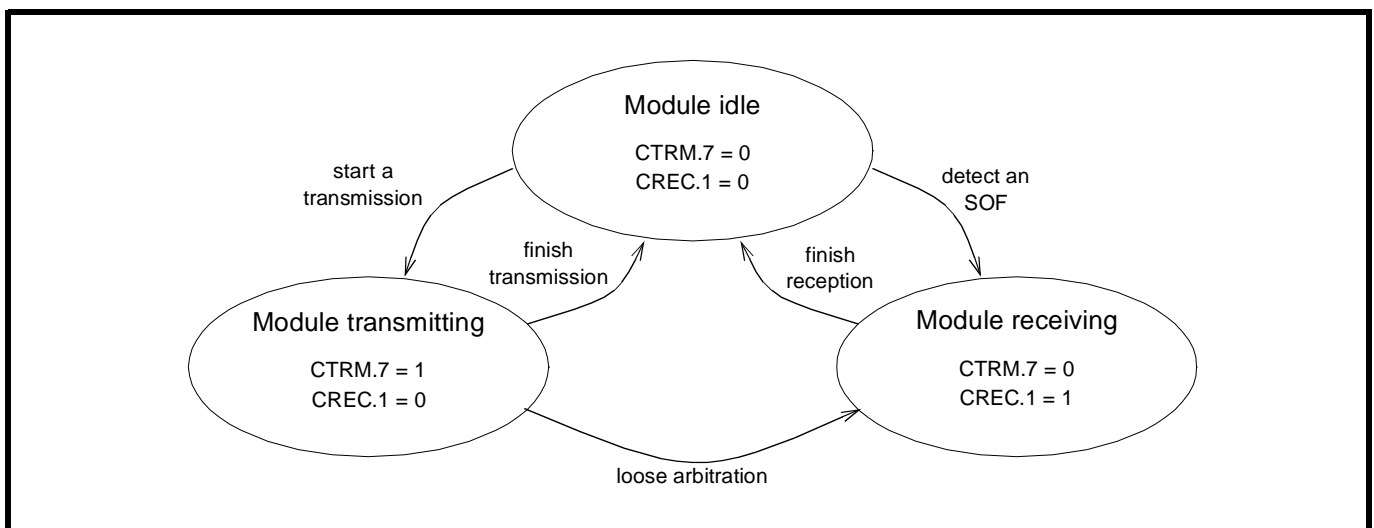 Module idle
CTRM.7 = 0
CREC.1 = 0
start a
transmission
detect an
SOF
finish
transmission
finish
reception
Module transmitting
CTRM.7 = 1
CREC.1 = 0
Module receiving
CTRM.7 = 0
CREC.1 = 1
loose arbitration